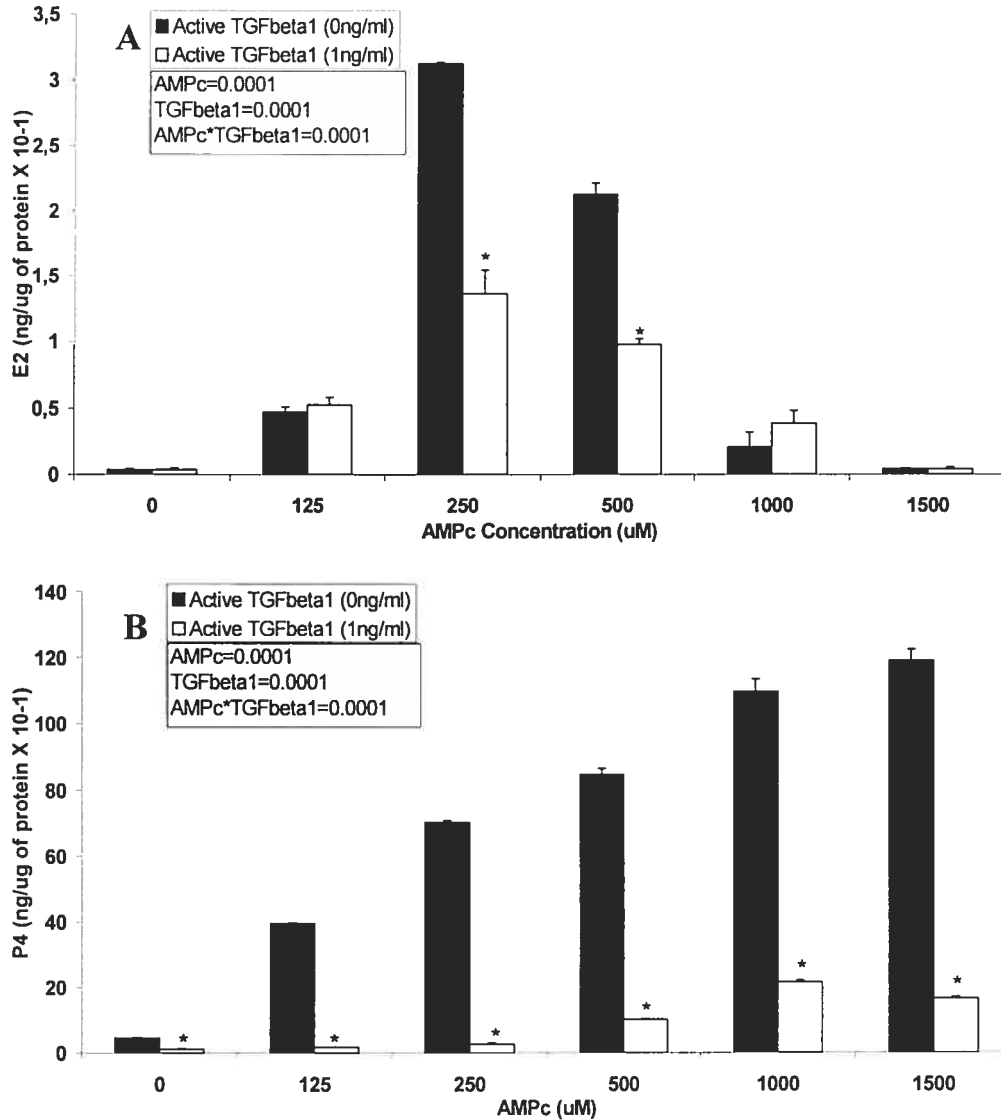 A
Active TGFbeta1 (0ng/ml)
Active TGFbeta1 (1ng/ml)
AMPc=0.0001
TGFbeta1=0.0001
AMPc*TGFbeta1=0.0001
E2 (ng/ug of protein X 10-1)
3,5
3
2,5
2
1,5
1
0,5
0
* *
0 125 250 500 1000 1500
AMPc Concentration (uM)
B
Active TGFbeta1 (0ng/ml)
Active TGFbeta1 (1ng/ml)
AMPc=0.0001
TGFbeta1=0.0001
AMPc*TGFbeta1=0.0001
P4 (ng/ug of protein X 10-1)
140
120
100
80
60
40
20
0
* * * * * *
0 125 250 500 1000 1500
AMPc (uM)